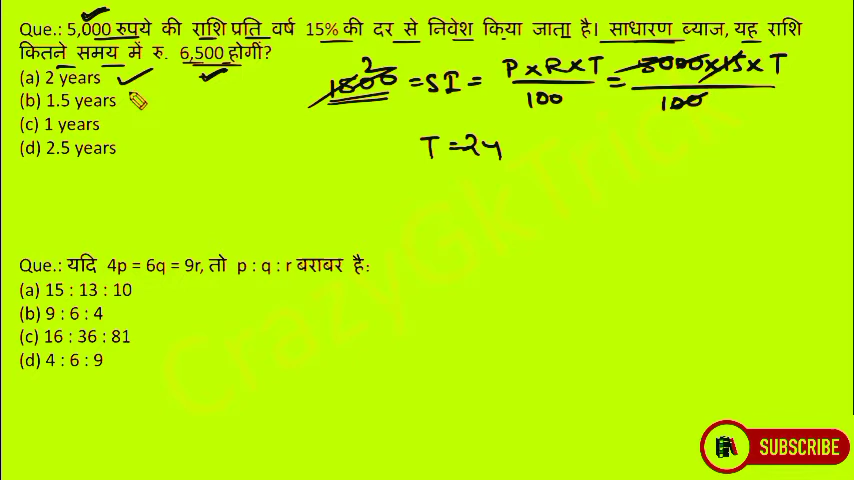 Que.: 5,000 रुपये की राशि प्रति वर्ष 15% की दर से निवेश किया जाता है। साधारण ब्याज, यह राशि
कितने समय में रु. 6,500 होगीं?
(a) 2 years
(b) 1.5 years
(c) 1 years
(d) 2.5 years
2
1500 = SI = P x R x T / 100 = 5000 x 15 x T / 100
T = 2y
Que.: यदि 4p = 6q = 9r, तो p : q : r बराबर है:
(a) 15 : 13 : 10
(b) 9 : 6 : 4
(c) 16 : 36 : 81
(d) 4 : 6 : 9
CrazyGkTrick
SUBSCRIBE